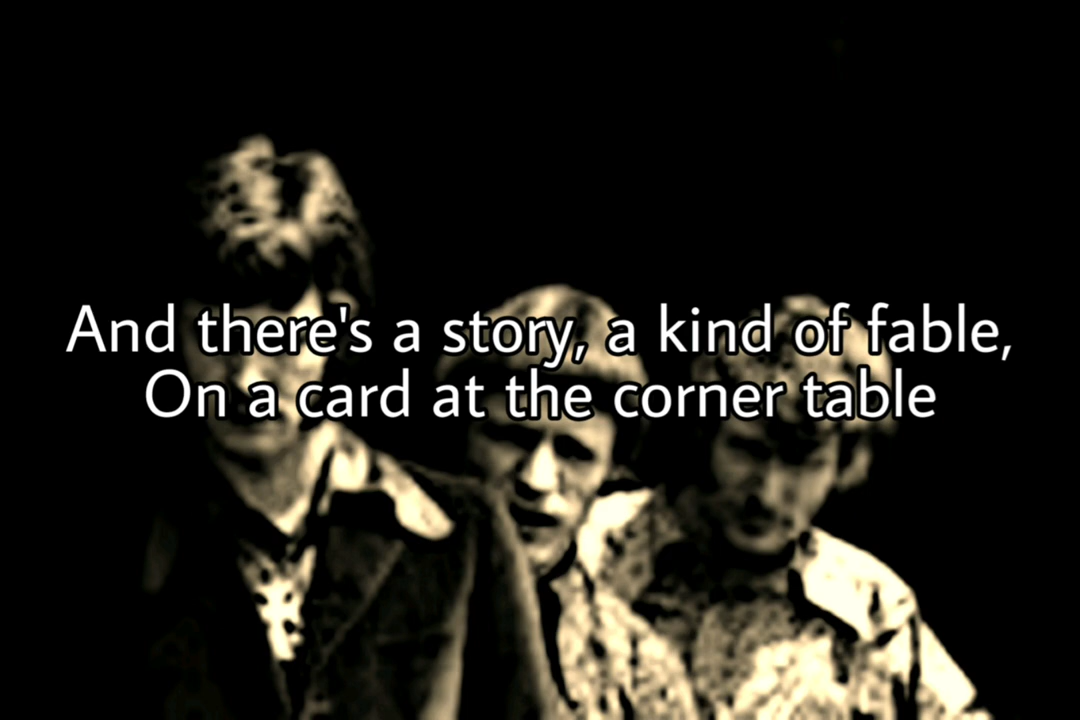 And there's a story, a kind of fable,
On a card at the corner table